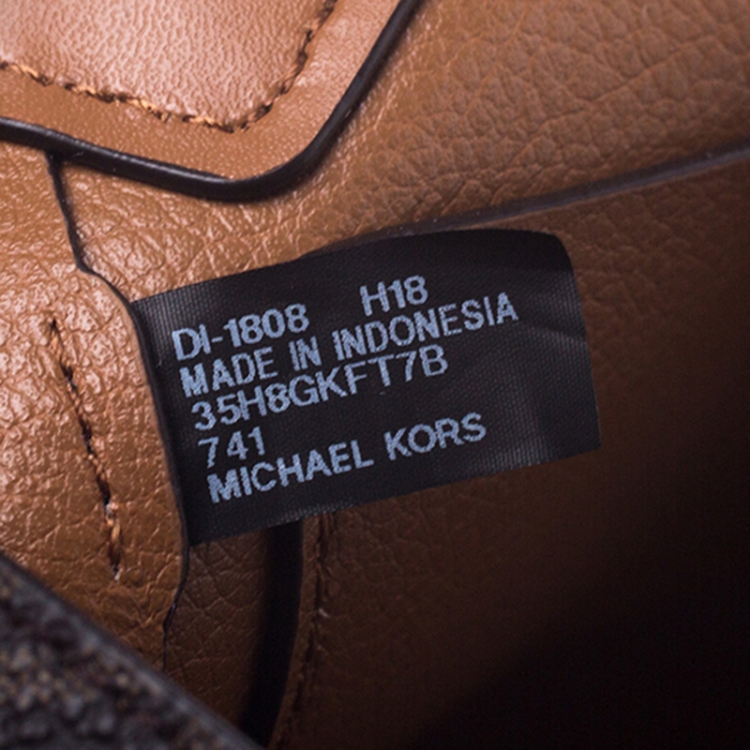 DI-1808 H18
MADE IN INDONESIA
35H8GKFT7B
741
MICHAEL KORS